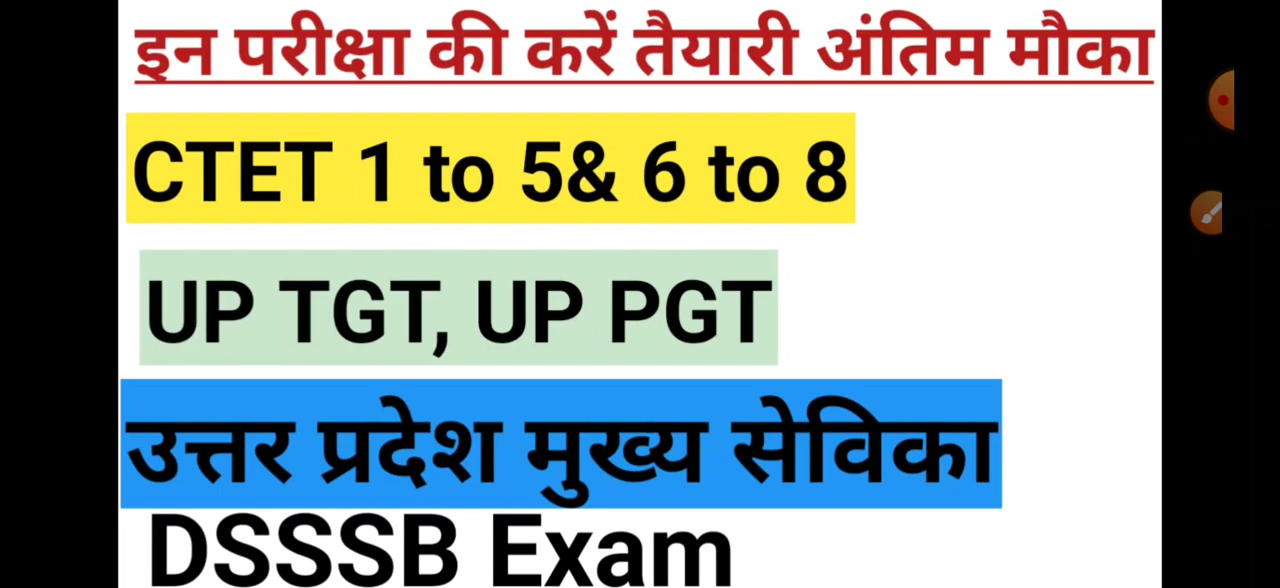 इन परीक्षा की करें तैयारी अंतिम मौका
CTET 1 to 5& 6 to 8
UP TGT, UP PGT
उत्तर प्रदेश मुख्य सेविका
DSSSB Exam